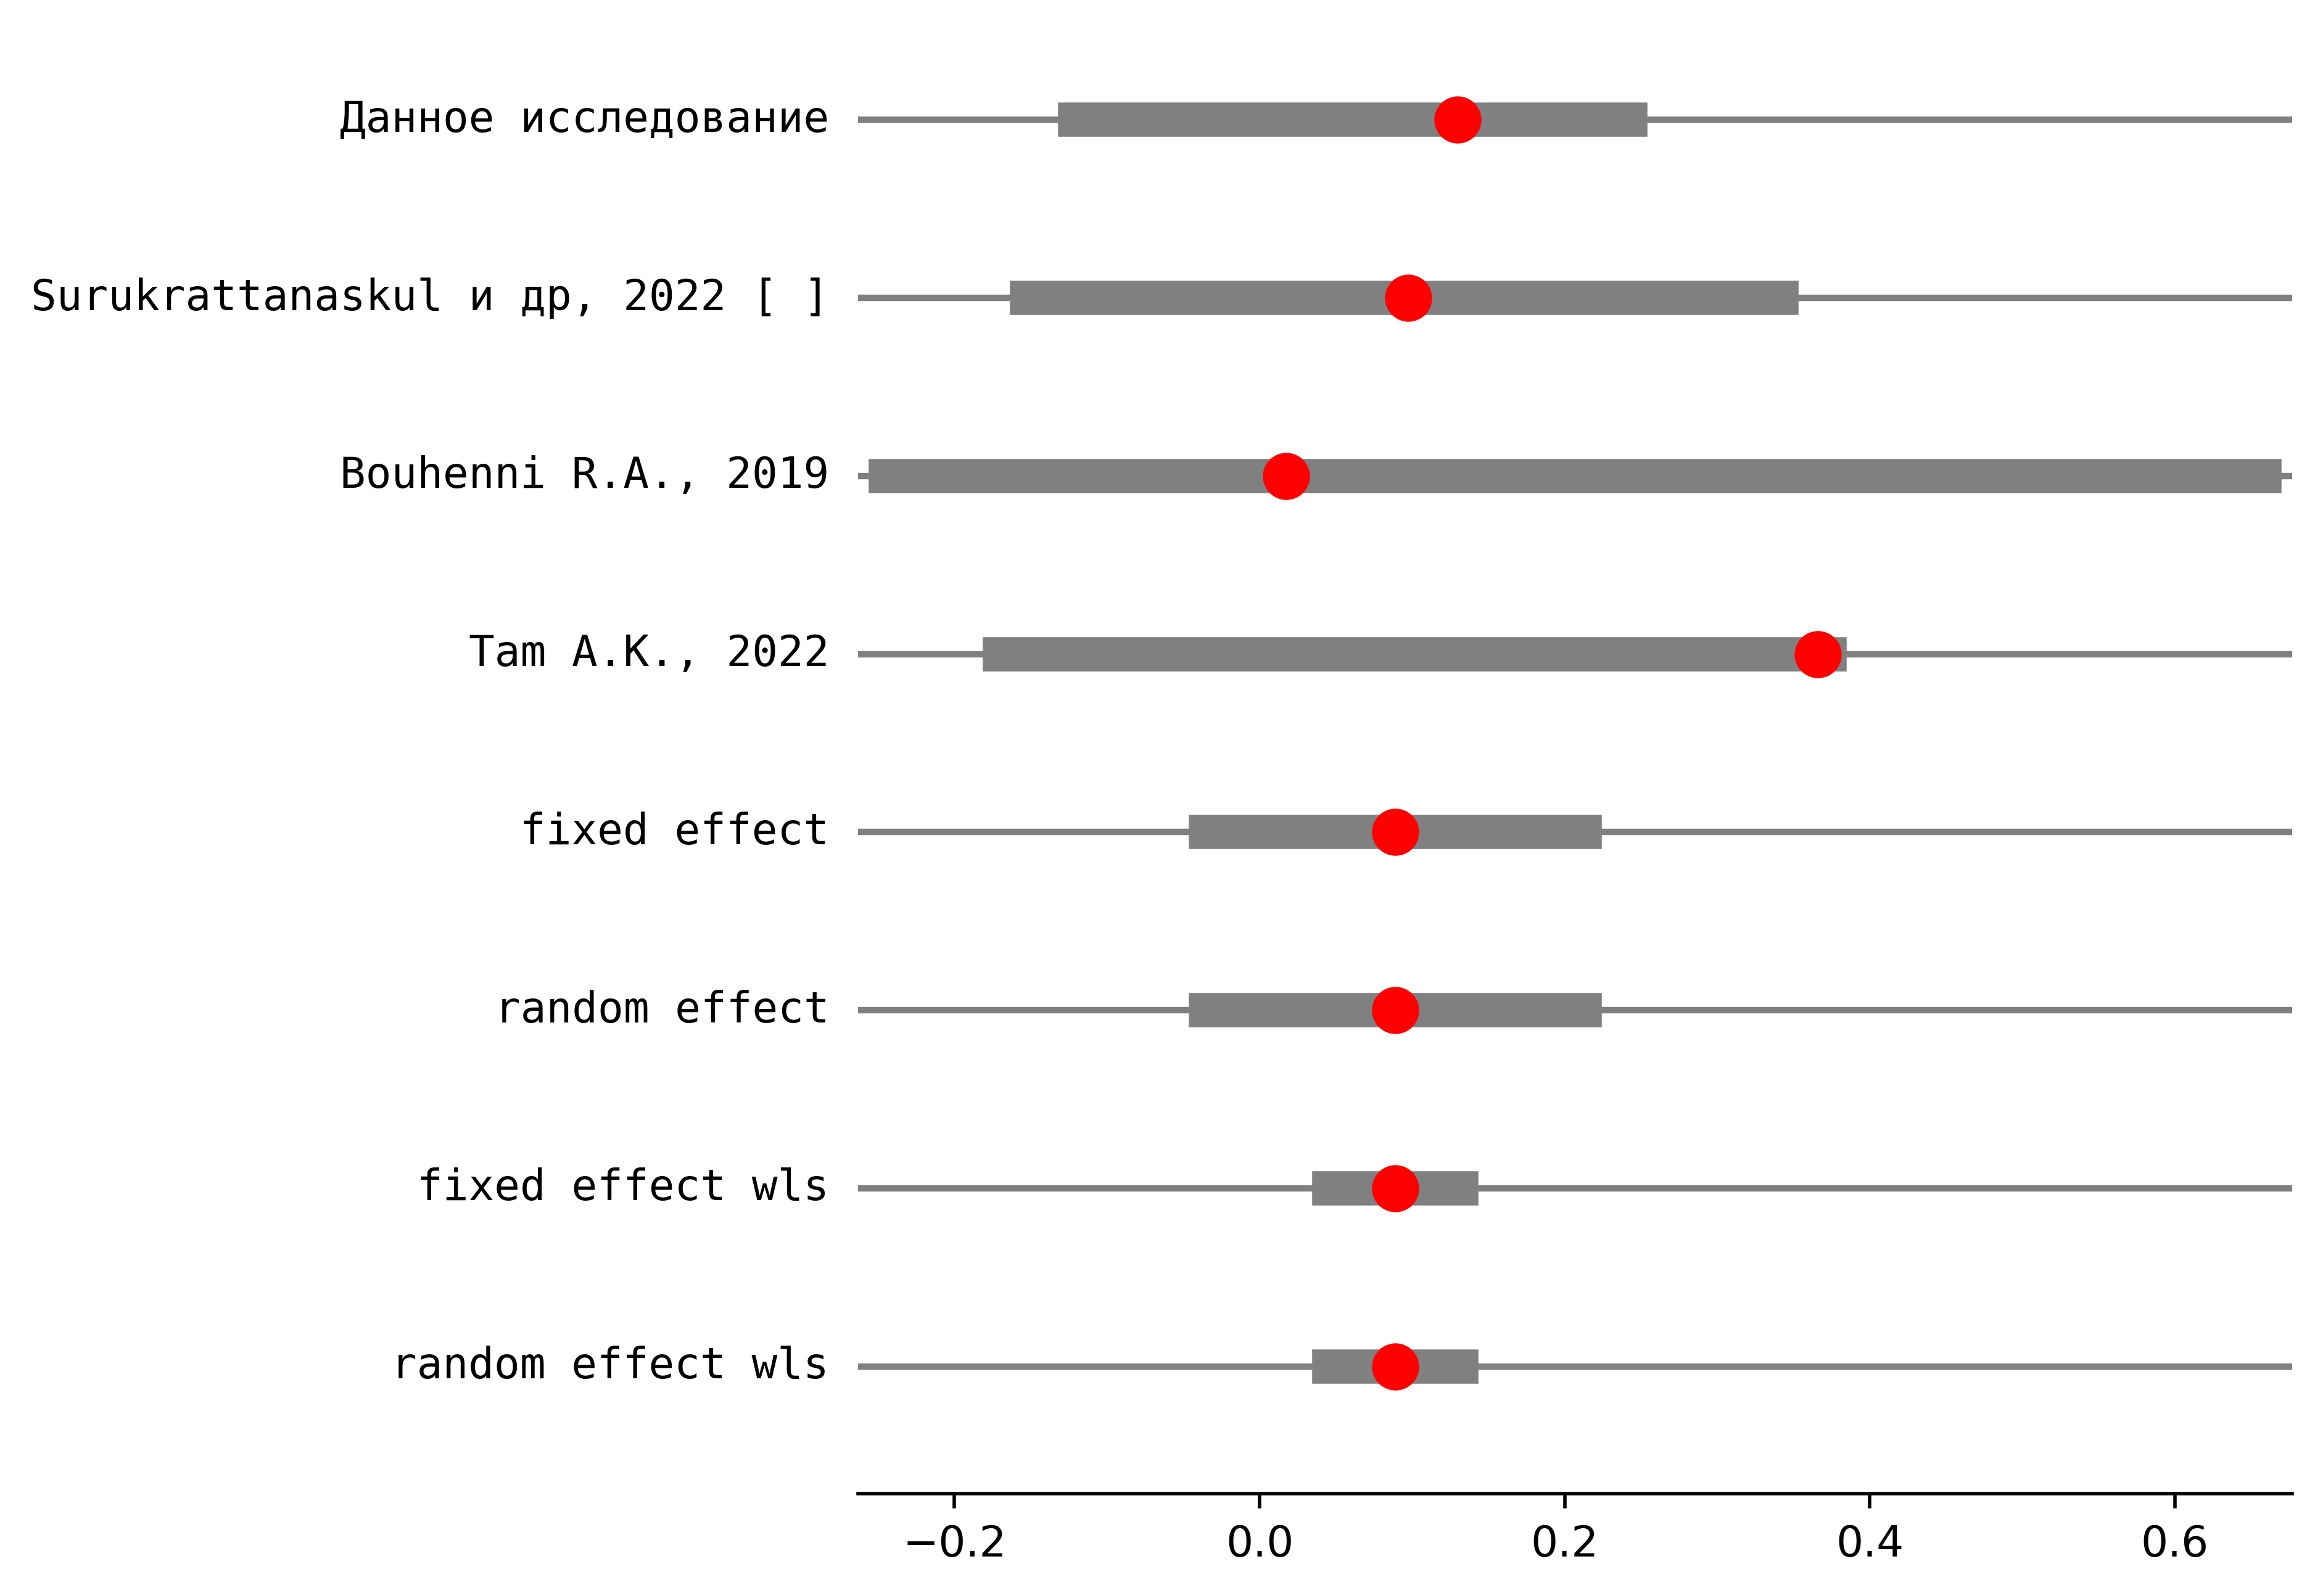 Данное исследование
Surukrattanaskul и др, 2022 [ ]
Bouhenni R.A., 2019
Tam A.K., 2022
fixed effect
random effect
fixed effect wls
random effect wls
−0.2 0.0 0.2 0.4 0.6